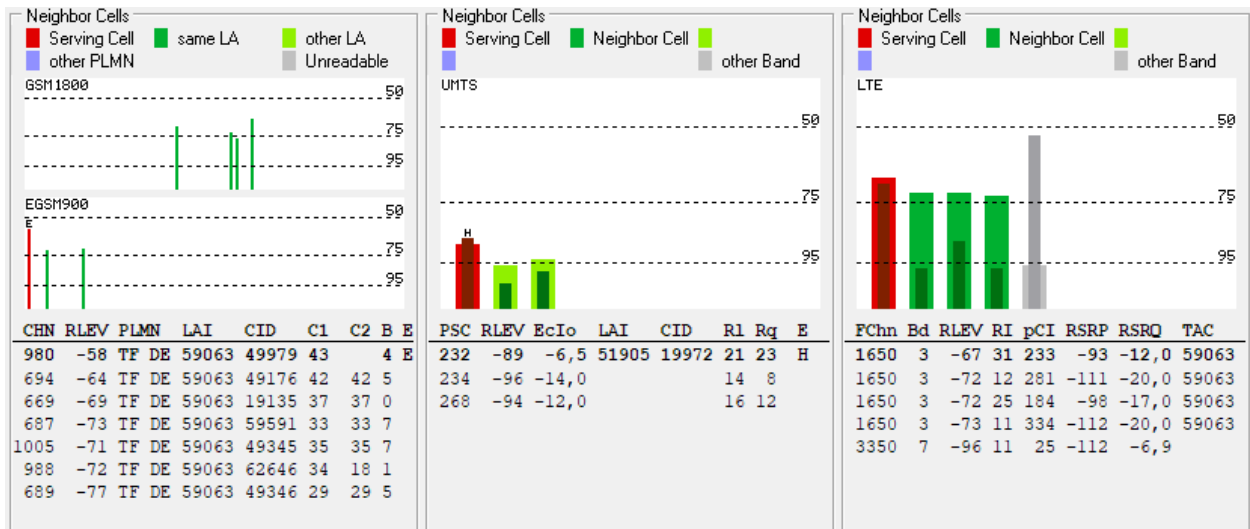 Neighbor Cells
Serving Cell same LA other LA
other PLMN Unreadable
GSM1800
50
75
95
EGSM900
50
E
75
95
CHN RLEV PLMN LAI CID C1 C2 B E
980 -58 TF DE 59063 49979 43 4 E
694 -64 TF DE 59063 49176 42 42 5
669 -69 TF DE 59063 19135 37 37 0
687 -73 TF DE 59063 59591 33 33 7
1005 -71 TF DE 59063 49345 35 35 7
988 -72 TF DE 59063 62646 34 18 1
689 -77 TF DE 59063 49346 29 29 5
Neighbor Cells
Serving Cell Neighbor Cell
other Band
UMTS
50
75
H
95
PSC RLEV EcIo LAI CID Rl Rq E
232 -89 -6,5 51905 19972 21 23 H
234 -96 -14,0 14 8
268 -94 -12,0 16 12
Neighbor Cells
Serving Cell Neighbor Cell
other Band
LTE
50
75
95
FChn Bd RLEV RI pCI RSRP RSRQ TAC
1650 3 -67 31 233 -93 -12,0 59063
1650 3 -72 12 281 -111 -20,0 59063
1650 3 -72 25 184 -98 -17,0 59063
1650 3 -73 11 334 -112 -20,0 59063
3350 7 -96 11 25 -112 -6,9